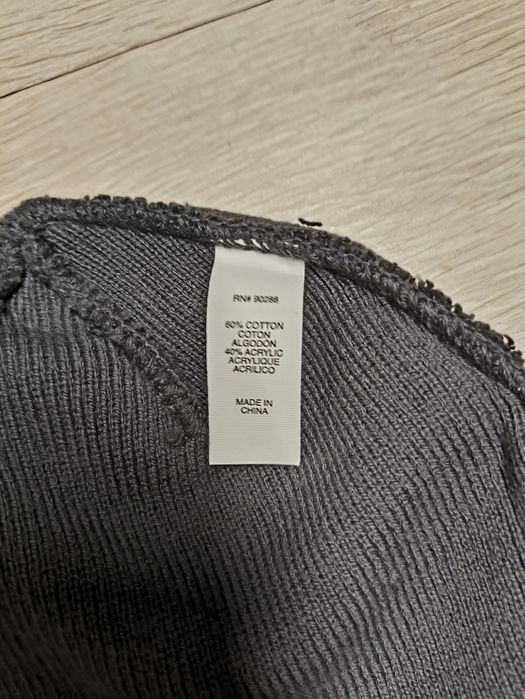 RN# 90288
60% COTTON
COTON
ALGODÓN
40% ACRYLIC
ACRYLIQUE
ACRILICO
MADE IN
CHINA